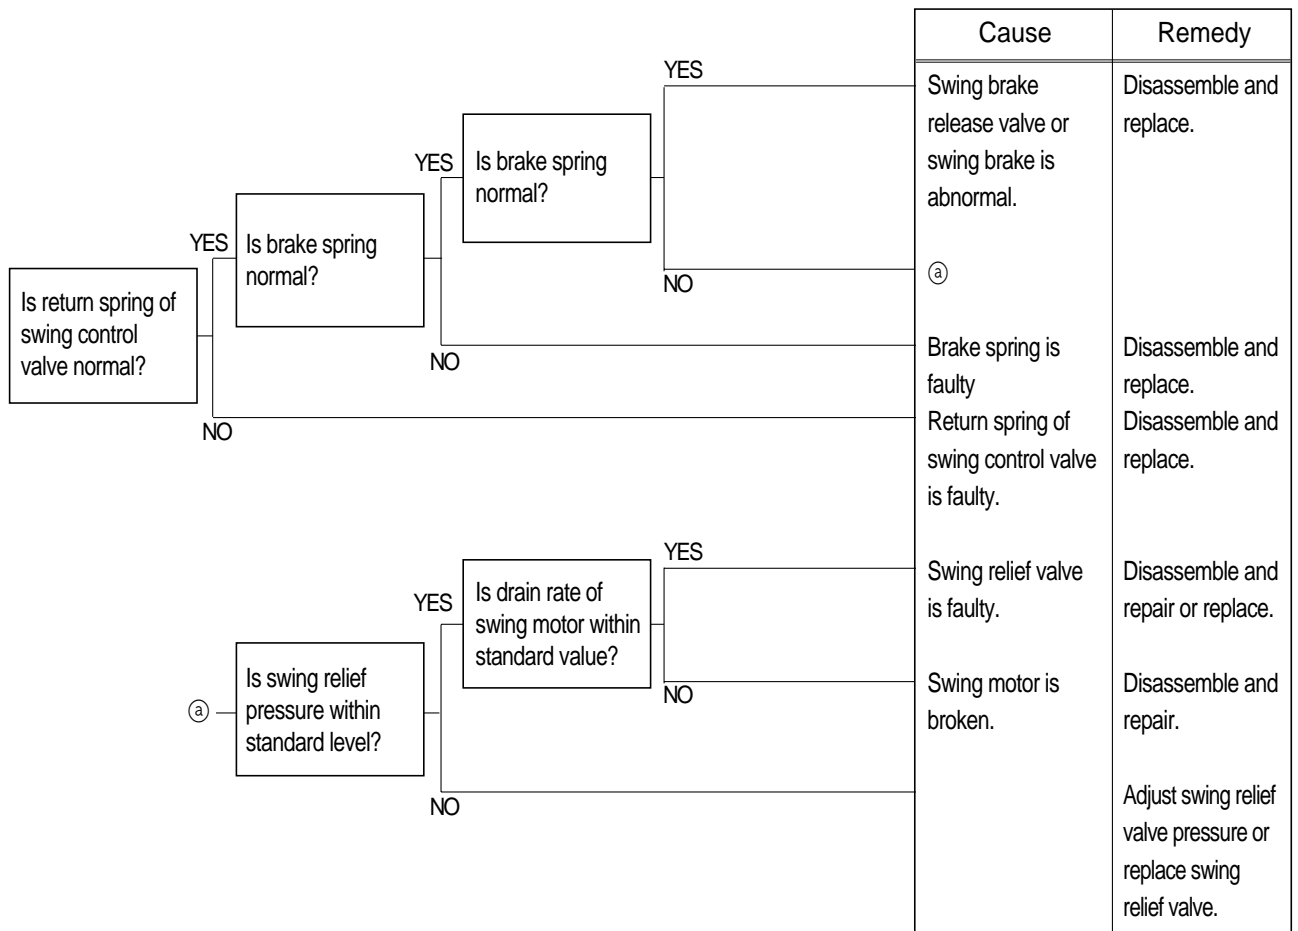 Cause
Remedy
YES
Swing brake
release valve or
swing brake is
abnormal.
Disassemble and
replace.
YES
Is brake spring
normal?
YES
Is brake spring
normal?
NO
ⓐ
Is return spring of
swing control
valve normal?
NO
Brake spring is
faulty
Disassemble and
replace.
NO
Return spring of
swing control valve
is faulty.
Disassemble and
replace.
YES
Swing relief valve
is faulty.
Disassemble and
repair or replace.
YES
Is drain rate of
swing motor within
standard value?
NO
Swing motor is
broken.
Disassemble and
repair.
ⓐ
Is swing relief
pressure within
standard level?
NO
Adjust swing relief
valve pressure or
replace swing
relief valve.